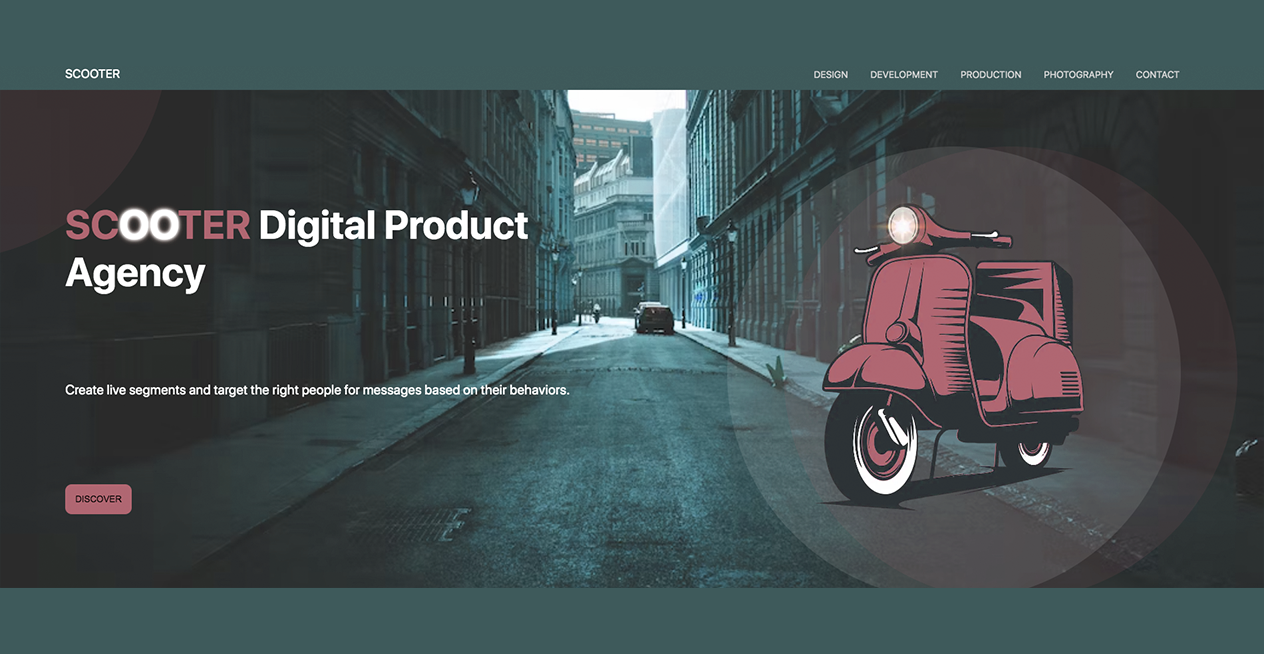 SCOOTER
DESIGN DEVELOPMENT PRODUCTION PHOTOGRAPHY CONTACT
SCOOTER Digital Product
Agency
Create live segments and target the right people for messages based on their behaviors.
DISCOVER